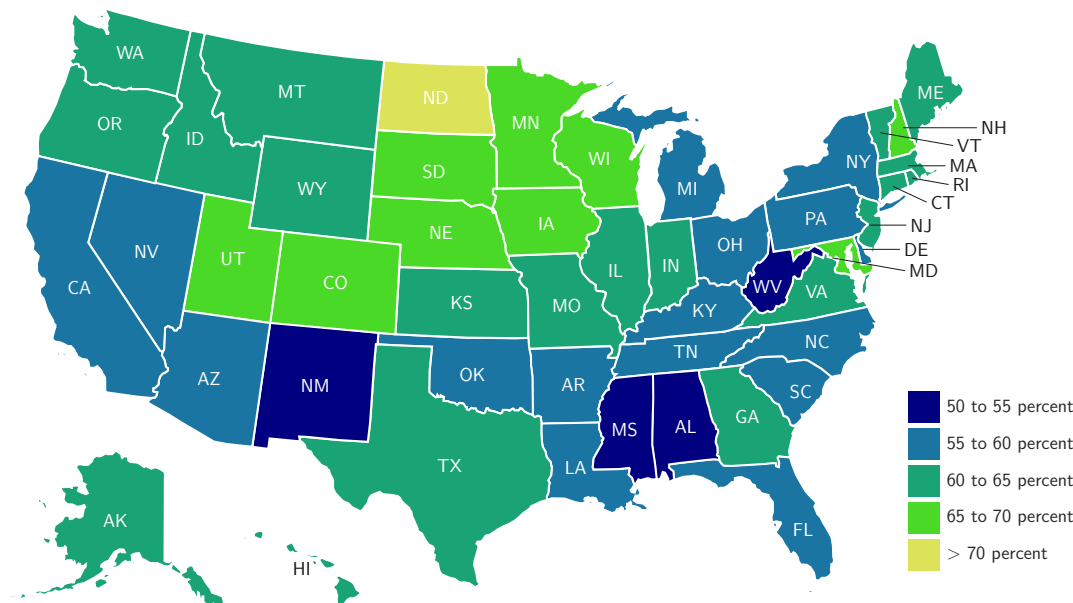 WA
MT
ND
ME
MN
OR
NH
ID
VT
WI
NY
MA
SD
RI
WY
MI
CT
PA
IA
NJ
NE
OH
NV
DE
UT
IL
IN
MD
CO
CA
WV
VA
KS
MO
KY
NC
TN
OK
AZ
NM
AR
SC
50 to 55 percent
GA
MS
AL
55 to 60 percent
TX
LA
60 to 65 percent
AK
65 to 70 percent
FL
> 70 percent
HI